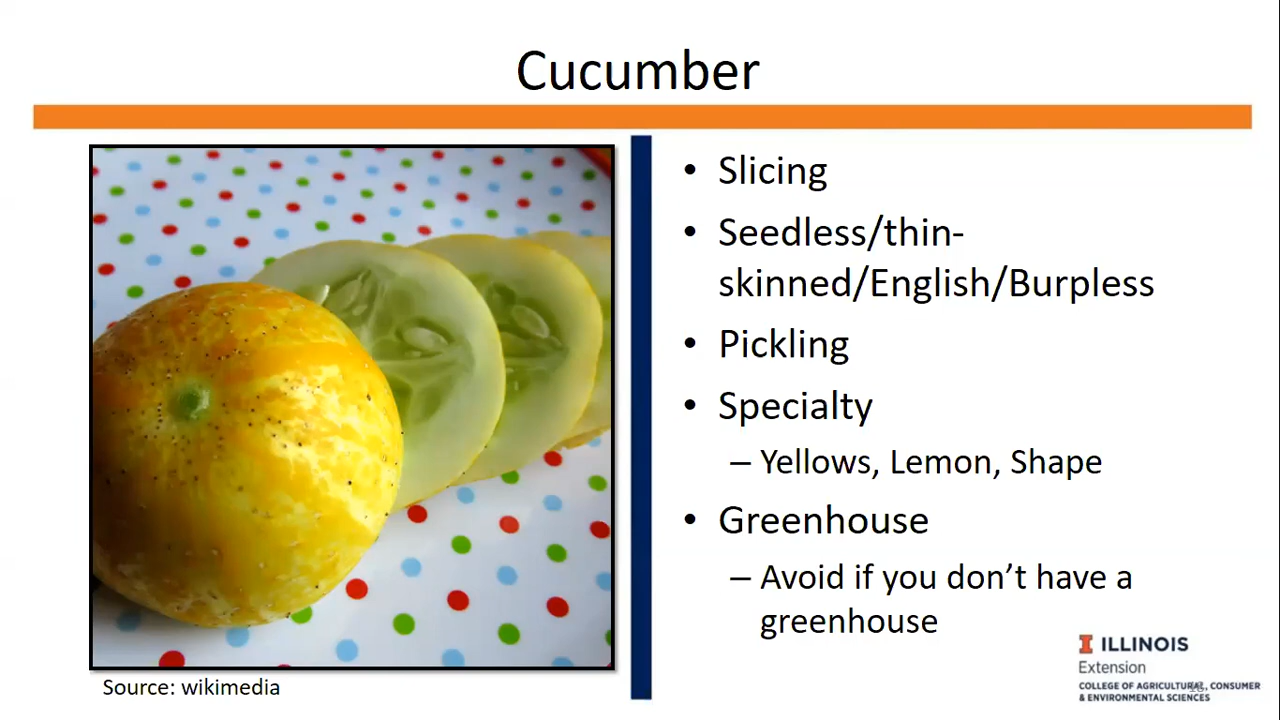 Cucumber
• Slicing
• Seedless/thin-
skinned/English/Burpless
• Pickling
• Specialty
– Yellows, Lemon, Shape
• Greenhouse
– Avoid if you don’t have a
greenhouse
Source: wikimedia
I ILLINOIS
Extension
COLLEGE OF AGRICULTURAL, CONSUMER
& ENVIRONMENTAL SCIENCES